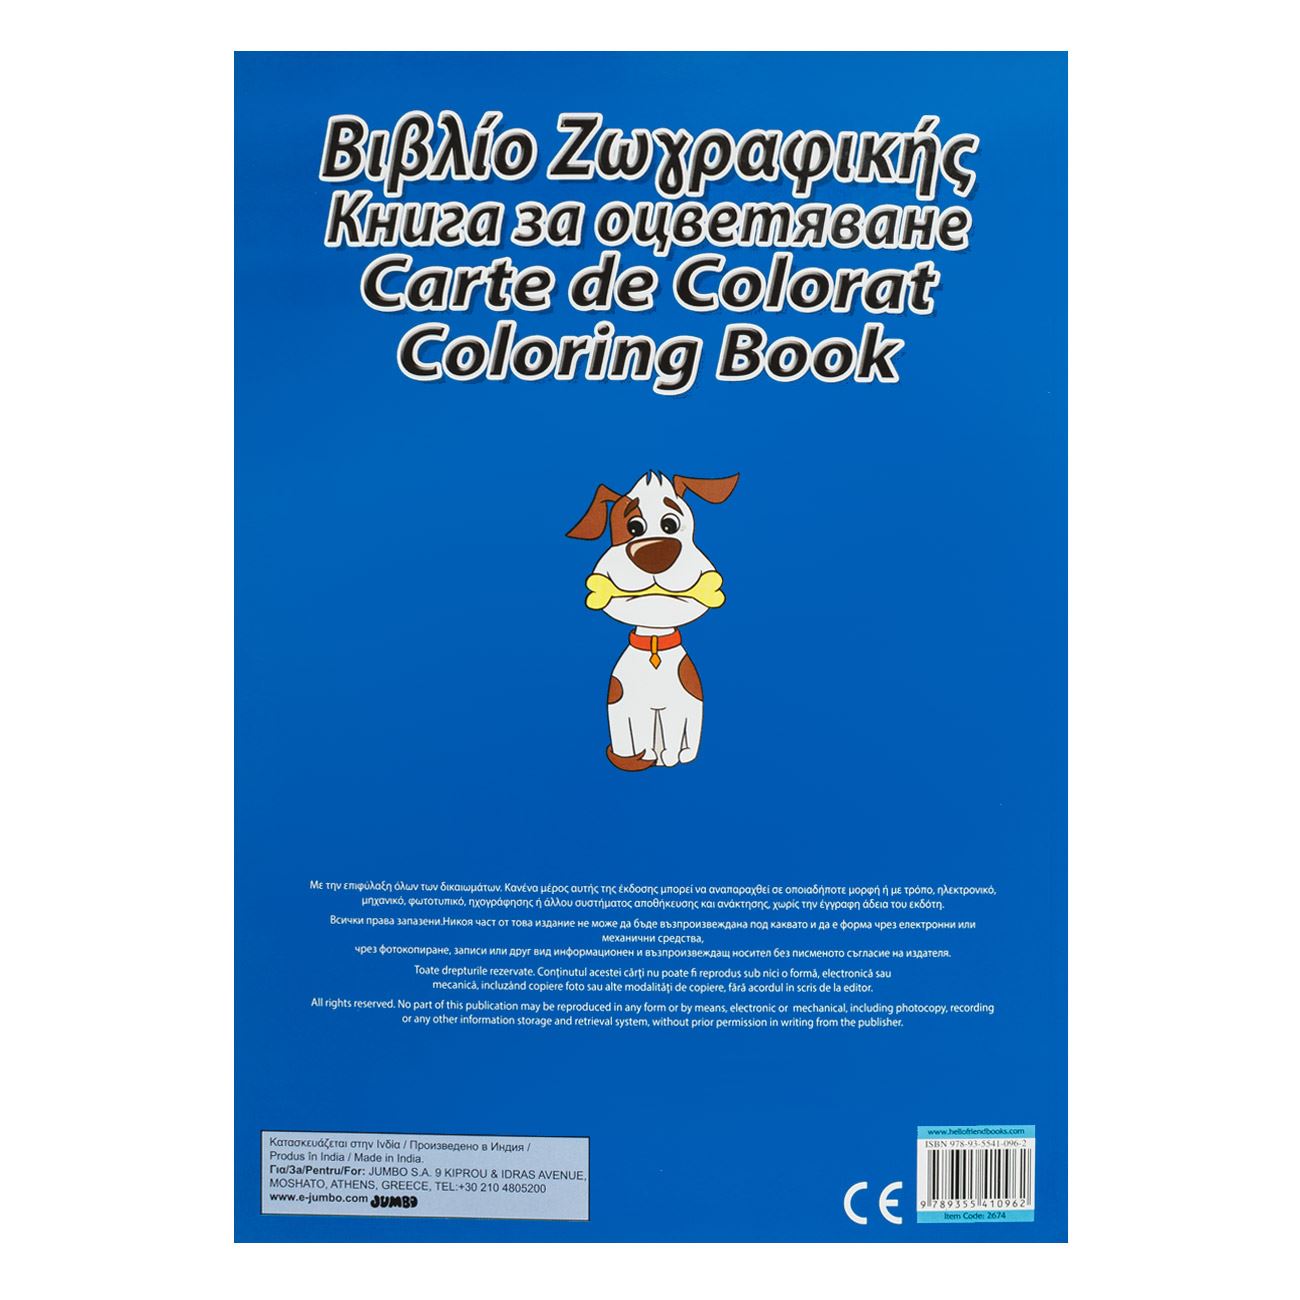 Βιβλίο Ζωγραφικής
Книга за оцветяване
Carte de Colorat
Coloring Book
Με την επιφύλαξη όλων των δικαιωμάτων. Κανένα μέρος αυτής της έκδοσης μπορεί να αναπαραχθεί σε οποιαδήποτε μορφή ή με τρόπο, ηλεκτρονικό,
μηχανικό, φωτοτυπικό, ηχογράφησης ή άλλου συστήματος αποθήκευσης και ανάκτησης, χωρίς την έγγραφη άδεια του εκδότη.
Всички права запазени.Никоя част от това издание не може да бъде възпроизвеждана под каквато и да е форма чрез електронни или
механични средства,
чрез фотокопиране, записи или друг вид информационен и възпроизвеждащ носител без писменото съгласие на издателя.
Toate drepturile rezervate. Conținutul acestei cărți nu poate fi reprodus sub nici o formă, electronică sau
mecanică, incluzând copiere foto sau alte modalități de copiere, fără acordul în scris de la editor.
All rights reserved. No part of this publication may be reproduced in any form or by means, electronic or mechanical, including photocopy, recording
or any other information storage and retrieval system, without prior permission in writing from the publisher.
Κατασκευάζεται στην Ινδία / Произведено в Индия /
Produs în India / Made in India.
Για/За/Pentru/For: JUMBO S.A. 9 KIPROU & IDRAS AVENUE,
MOSHATO, ATHENS, GREECE, TEL:+30 210 4805200
www.e-jumbo.com JUMBO
CE
www.hellofriendbooks.com
ISBN 978-93-5541-096-2
9 789355 410962
Item Code: 2674